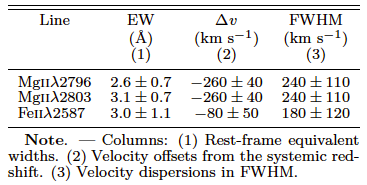 Line EW Δv FWHM
(Å) (km s⁻¹) (km s⁻¹)
(1) (2) (3)
MgIIλ2796 2.6 ± 0.7 −260 ± 40 240 ± 110
MgIIλ2803 3.1 ± 0.7 −260 ± 40 240 ± 110
FeIIλ2587 3.0 ± 1.1 −80 ± 50 180 ± 120
Note. — Columns: (1) Rest-frame equivalent
widths. (2) Velocity offsets from the systemic red-
shift. (3) Velocity dispersions in FWHM.